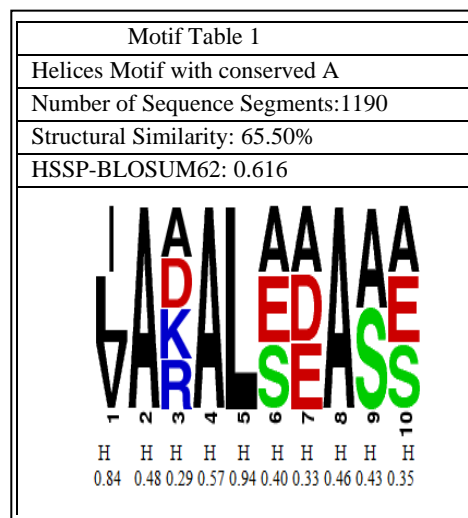 Motif Table 1
Helices Motif with conserved A
Number of Sequence Segments:1190
Structural Similarity: 65.50%
HSSP-BLOSUM62: 0.616
I A A A L A A A A A
L D E D S E
V K S E S
R
1 2 3 4 5 6 7 8 9 10
H H H H H H H H H H
0.84 0.48 0.29 0.57 0.94 0.40 0.33 0.46 0.43 0.35